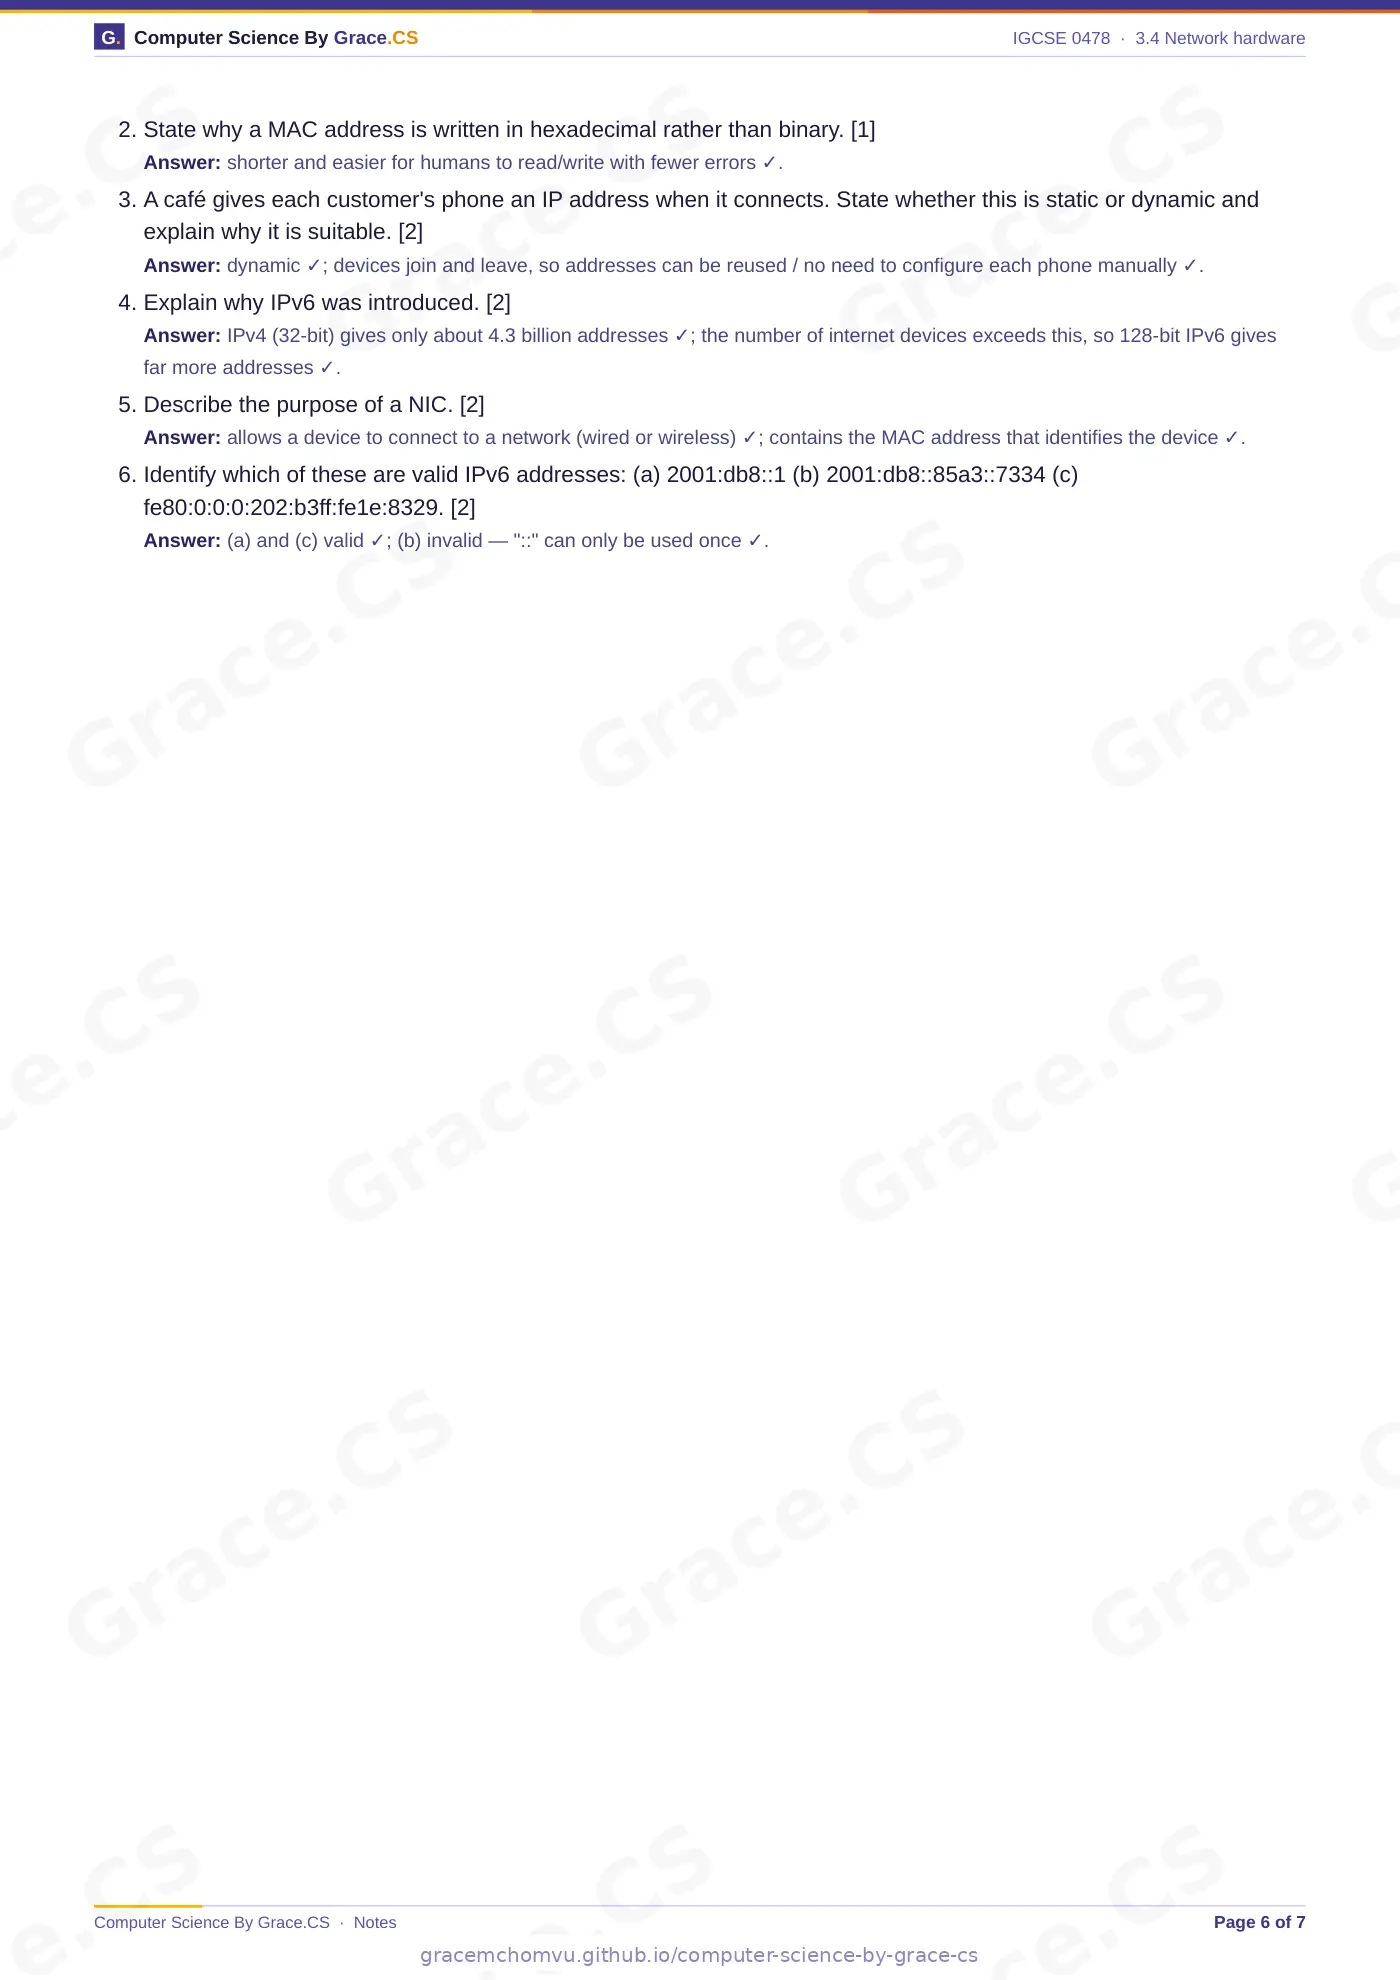 G. Computer Science By Grace.CS
IGCSE 0478 · 3.4 Network hardware
2. State why a MAC address is written in hexadecimal rather than binary. [1]
Answer: shorter and easier for humans to read/write with fewer errors ✓.
3. A café gives each customer's phone an IP address when it connects. State whether this is static or dynamic and
explain why it is suitable. [2]
Answer: dynamic ✓; devices join and leave, so addresses can be reused / no need to configure each phone manually ✓.
4. Explain why IPv6 was introduced. [2]
Answer: IPv4 (32-bit) gives only about 4.3 billion addresses ✓; the number of internet devices exceeds this, so 128-bit IPv6 gives
far more addresses ✓.
5. Describe the purpose of a NIC. [2]
Answer: allows a device to connect to a network (wired or wireless) ✓; contains the MAC address that identifies the device ✓.
6. Identify which of these are valid IPv6 addresses: (a) 2001:db8::1 (b) 2001:db8::85a3::7334 (c)
fe80:0:0:0:202:b3ff:fe1e:8329. [2]
Answer: (a) and (c) valid ✓; (b) invalid — "::" can only be used once ✓.
Computer Science By Grace.CS · Notes
Page 6 of 7
gracemchomvu.github.io/computer-science-by-grace-cs